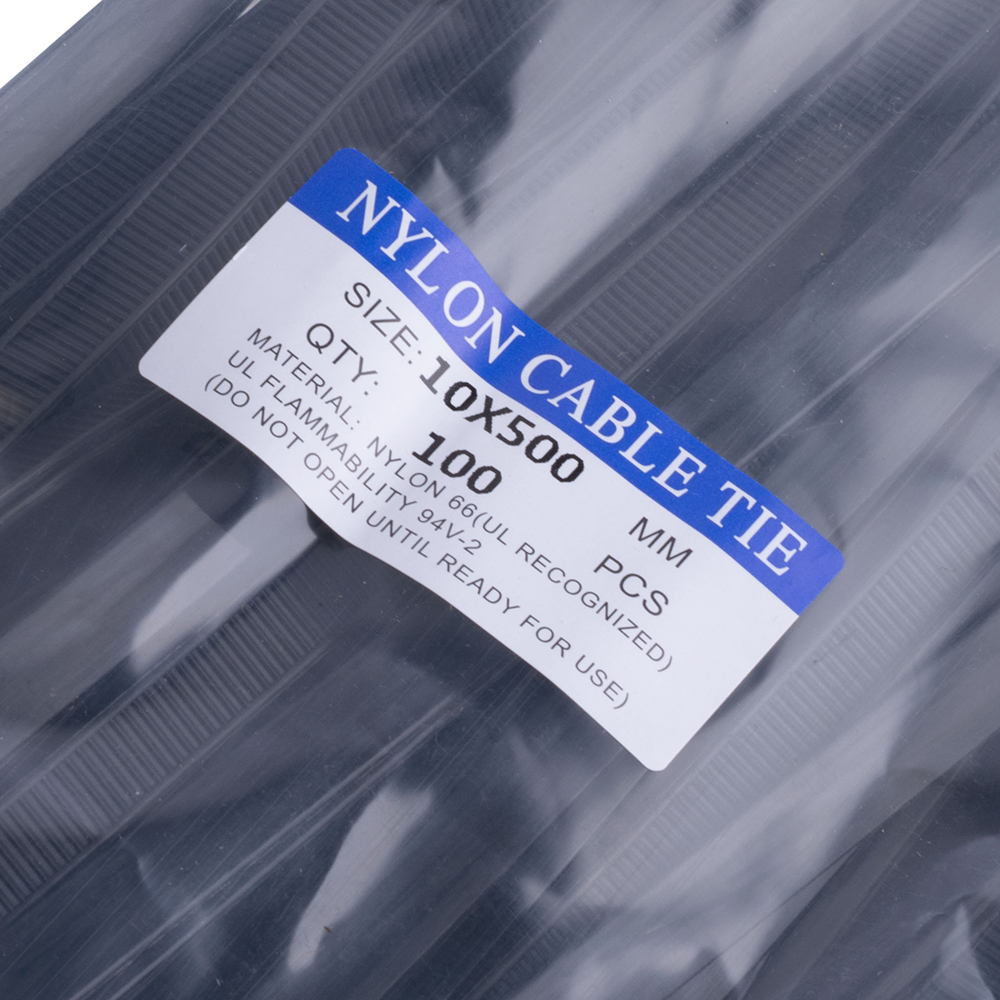 NYLON CABLE TIE
SIZE: 10X500 MM
QTY: 100 PCS
MATERIAL: NYLON 66(UL RECOGNIZED)
UL FLAMMABILITY 94V-2
(DO NOT OPEN UNTIL READY FOR USE)